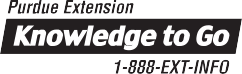 Purdue Extension
Knowledge to Go
1-888-EXT-INFO